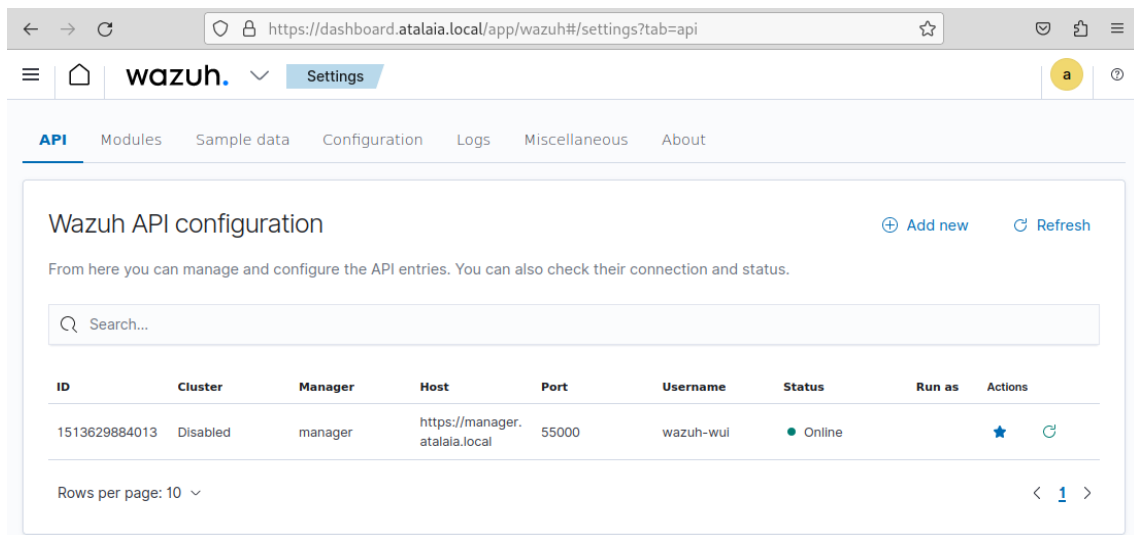 https://dashboard.atalaia.local/app/wazuh#/settings?tab=api
wazuh. Settings a
API Modules Sample data Configuration Logs Miscellaneous About
Wazuh API configuration Add new Refresh
From here you can manage and configure the API entries. You can also check their connection and status.
Search...
ID Cluster Manager Host Port Username Status Run as Actions
1513629884013 Disabled manager https://manager. 55000 wazuh-wui Online
atalaia.local
Rows per page: 10 1